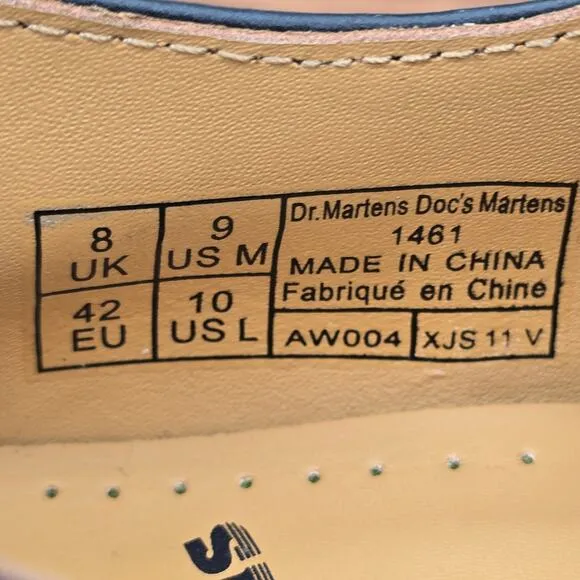 8
UK
9
US M
42
EU
10
US L
Dr.Martens Doc's Martens
1461
MADE IN CHINA
Fabriqué en Chine
AW004
XJS 11 V